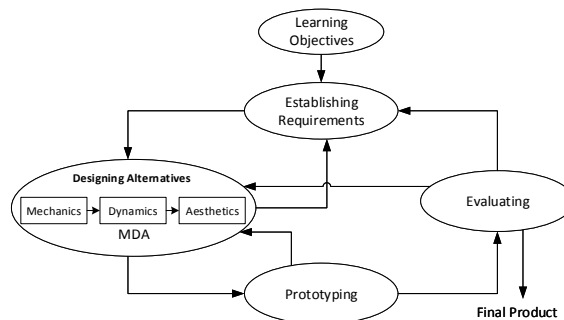 Learning
Objectives
Establishing
Requirements
Designing Alternatives
Mechanics
Dynamics
Aesthetics
MDA
Evaluating
Prototyping
Final Product